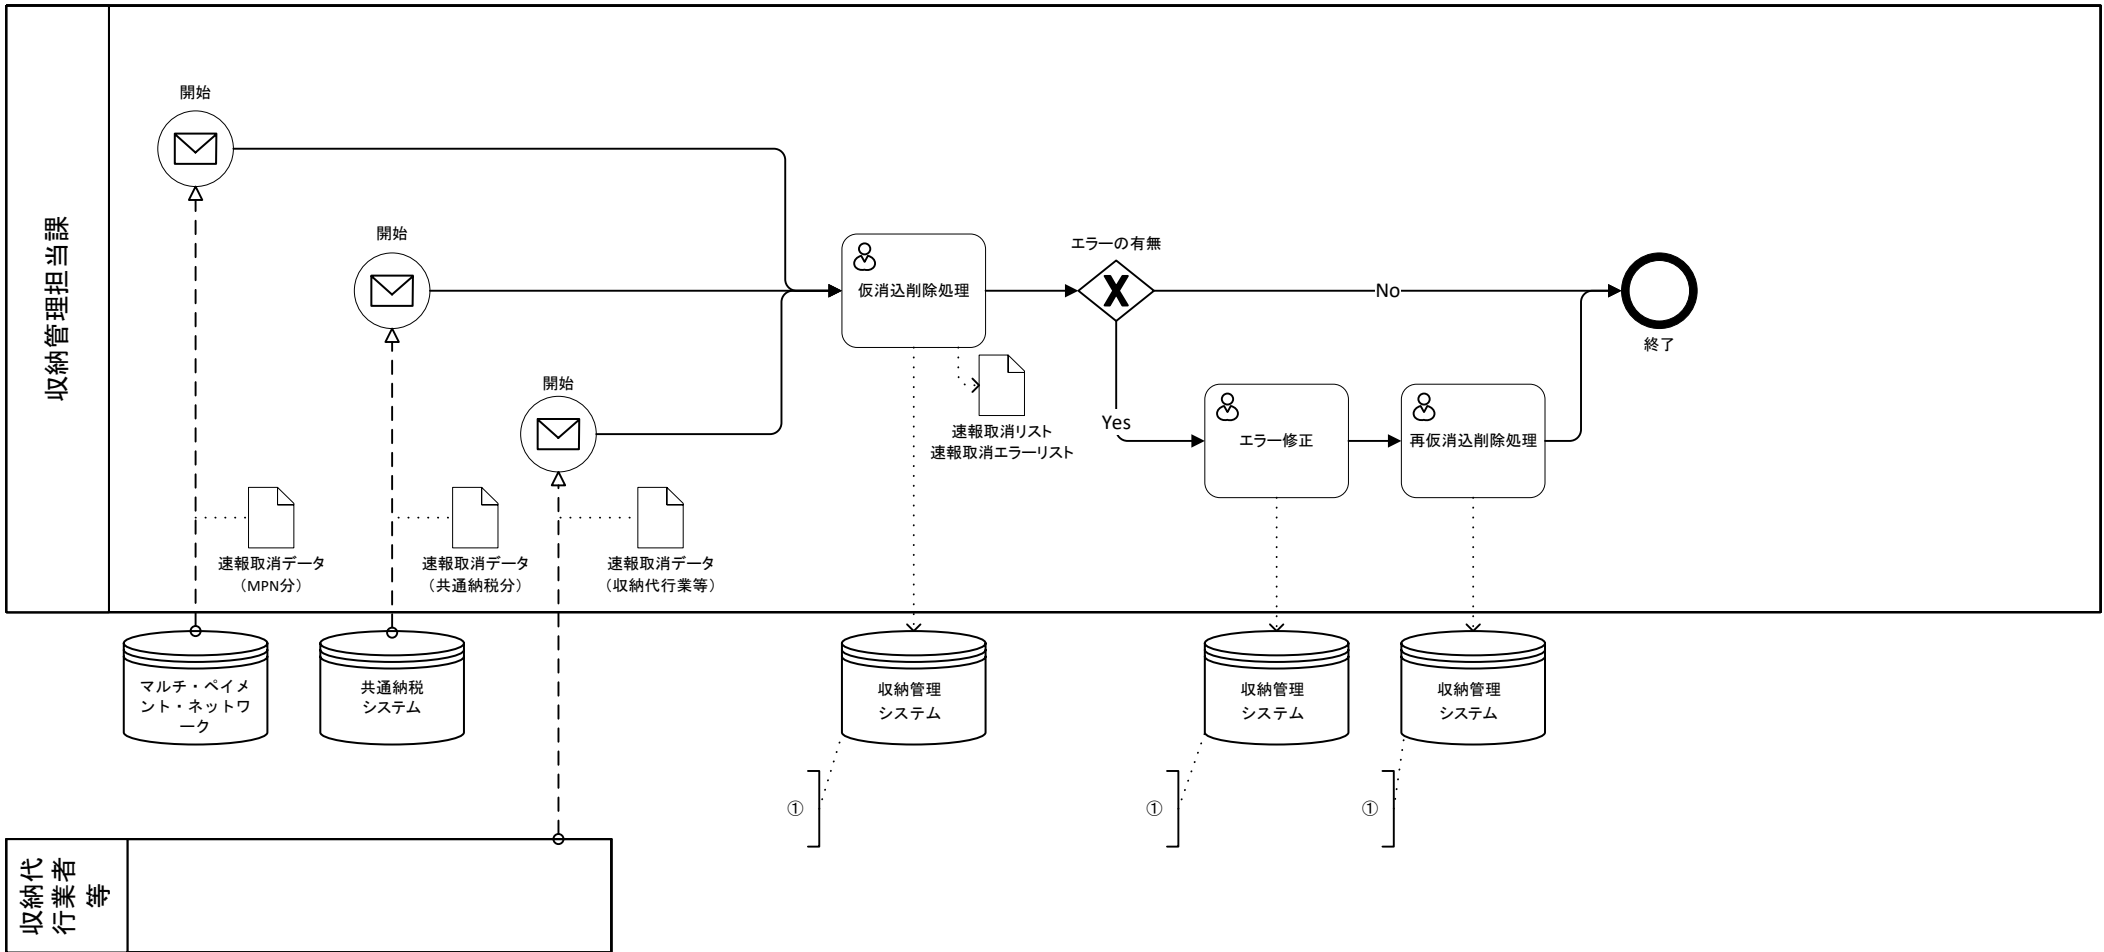 収納管理担当課
開始
開始
開始
仮消込削除処理
エラーの有無
No
Yes
終了
速報取消リスト
速報取消エラーリスト
エラー修正
再仮消込削除処理
速報取消データ
（MPN分）
速報取消データ
（共通納税分）
速報取消データ
（収納代行業等）
マルチ・ペイメ
ント・ネットワ
ーク
共通納税
システム
収納管理
システム
収納管理
システム
収納管理
システム
①
①
①
収納代
行業者
等